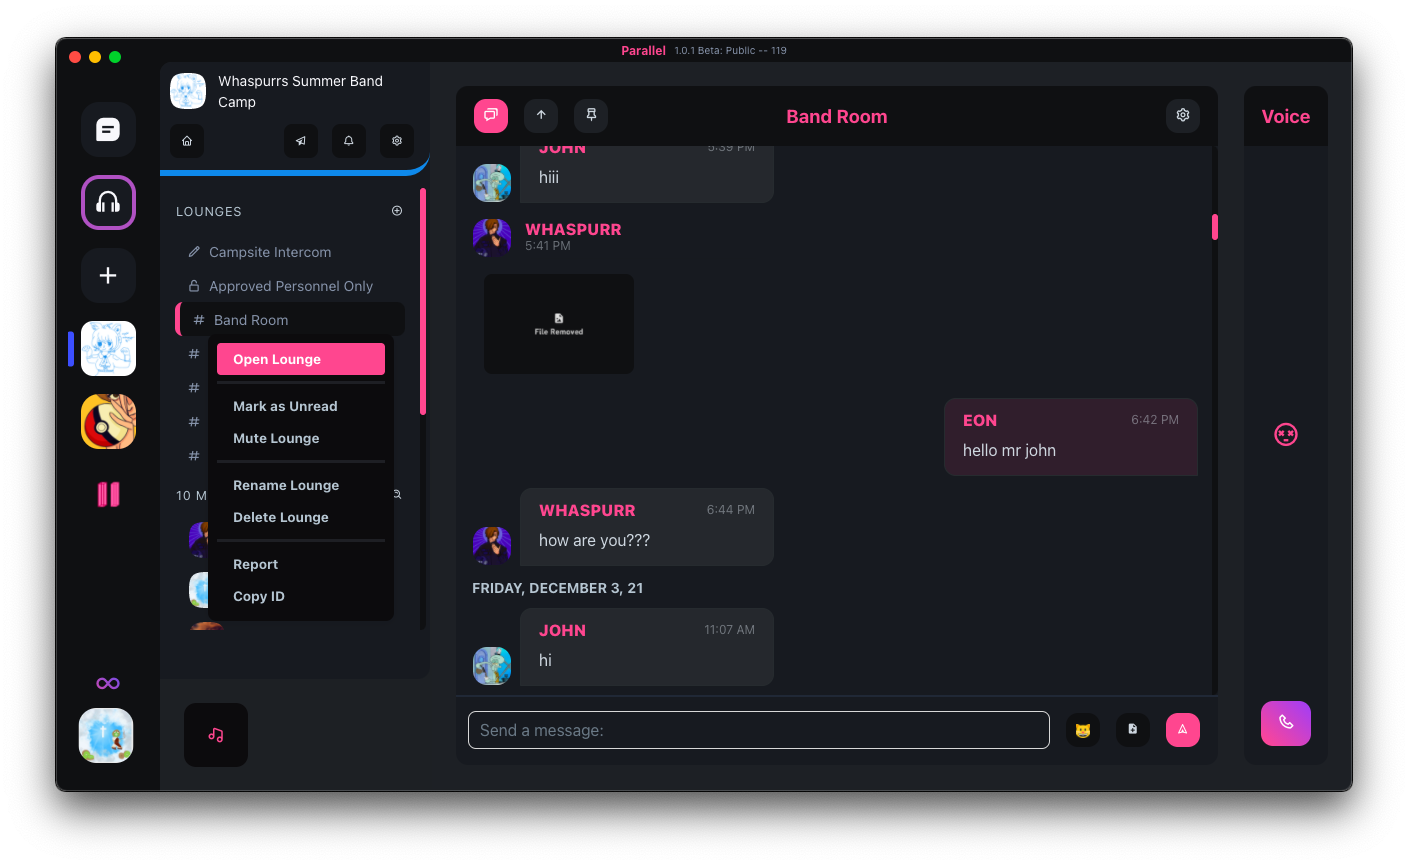 Parallel 1.0.1 Beta: Public -- 119
Whaspurrs Summer Band
Camp
LOUNGES
Campsite Intercom
Approved Personnel Only
# Band Room
Open Lounge
#
Mark as Unread
#
Mute Lounge
#
#
Rename Lounge
10 M
Delete Lounge
Report
Copy ID
Band Room
JOHN 5:39 PM
hiii
WHASPURR
5:41 PM
File Removed
EON 6:42 PM
hello mr john
WHASPURR 6:44 PM
how are you???
FRIDAY, DECEMBER 3, 21
JOHN 11:07 AM
hi
Send a message:
Voice